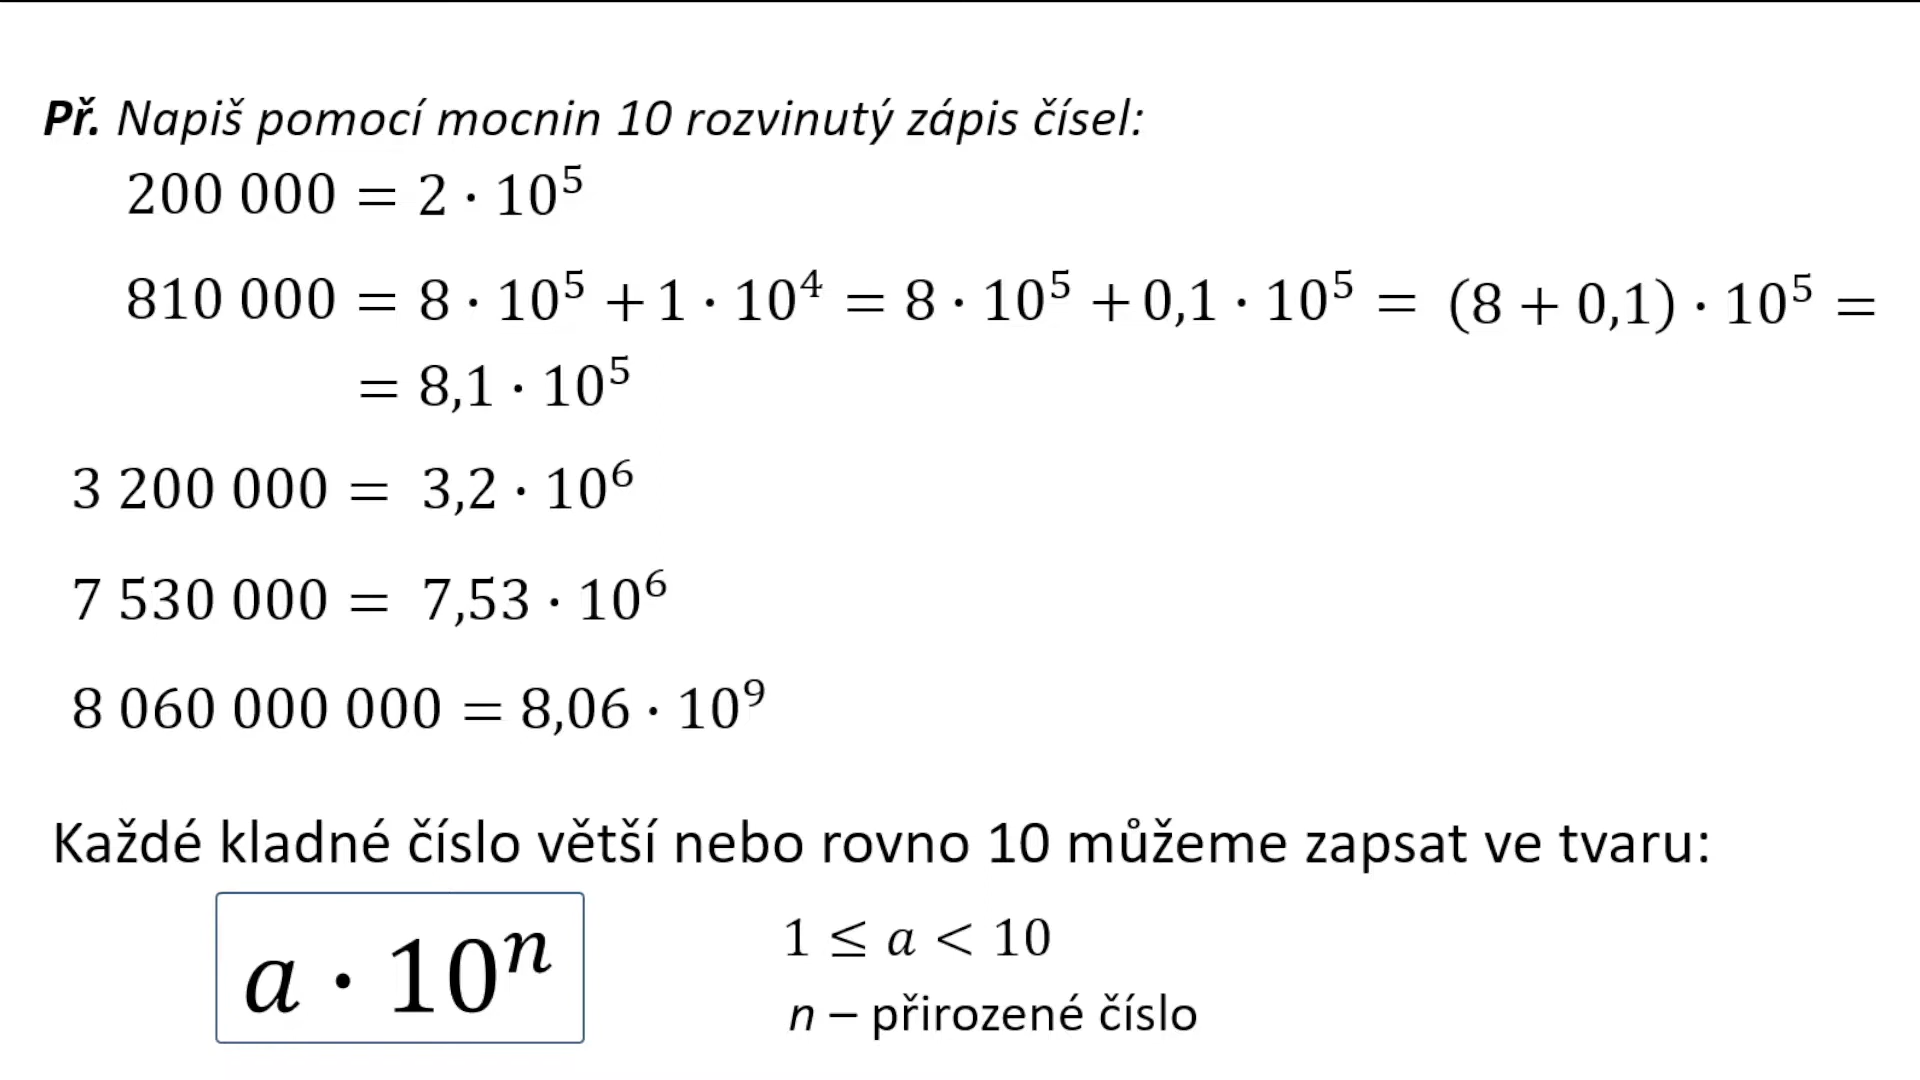 Př. Napiš pomocí mocnin 10 rozvinutý zápis čísel:
200 000 = 2 · 10⁵
810 000 = 8 · 10⁵ + 1 · 10⁴ = 8 · 10⁵ + 0,1 · 10⁵ = (8 + 0,1) · 10⁵ =
= 8,1 · 10⁵
3 200 000 = 3,2 · 10⁶
7 530 000 = 7,53 · 10⁶
8 060 000 000 = 8,06 · 10⁹
Každé kladné číslo větší nebo rovno 10 můžeme zapsat ve tvaru:
a · 10ⁿ
1 ≤ a < 10
n – přirozené číslo